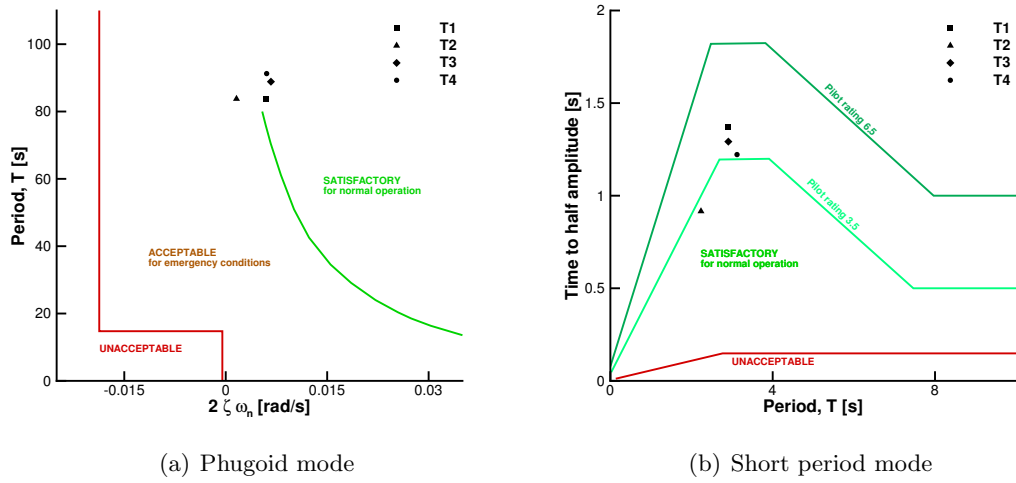 100
80
60
40
20
0
-0.015
0
0.015
0.03
Period, T [s]
2 ζ ωn [rad/s]
T1
T2
T3
T4
SATISFACTORY
for normal operation
ACCEPTABLE
for emergency conditions
UNACCEPTABLE
(a) Phugoid mode
2
1.5
1
0.5
0
0
4
8
Time to half amplitude [s]
Period, T [s]
T1
T2
T3
T4
Pilot rating 6.5
Pilot rating 3.5
SATISFACTORY
for normal operation
UNACCEPTABLE
(b) Short period mode